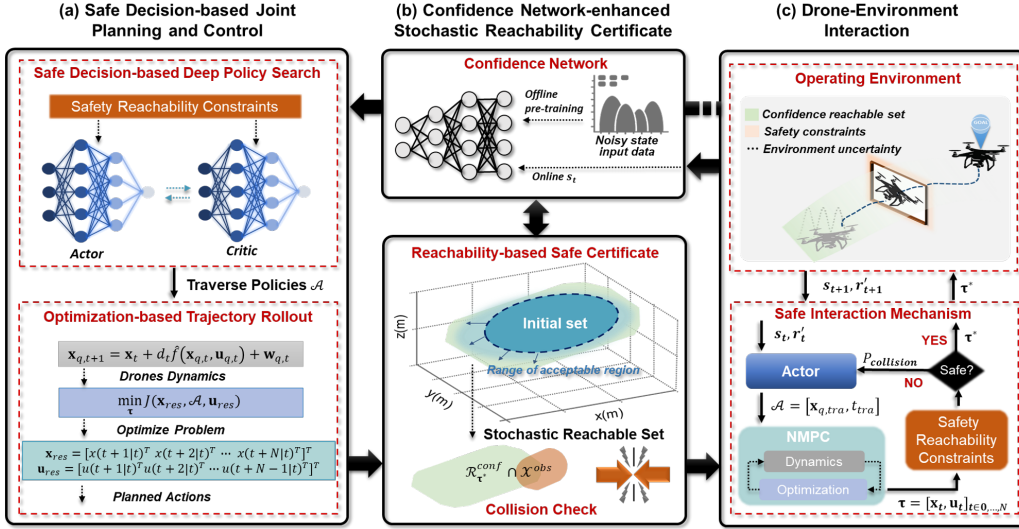 (a) Safe Decision-based Joint
Planning and Control
Safe Decision-based Deep Policy Search
Safety Reachability Constraints
Actor
Critic
Traverse Policies 𝒜
Optimization-based Trajectory Rollout
𝐱_{q,t+1} = 𝐱_t + d_t f̂(𝐱_{q,t}, 𝐮_{q,t}) + 𝐰_{q,t}
Drones Dynamics
min_𝛕 J(𝐱_{res}, 𝒜, 𝐮_{res})
Optimize Problem
𝐱_{res} = [x(t + 1|t)^T x(t + 2|t)^T ⋯ x(t + N|t)^T]^T
𝐮_{res} = [u(t + 1|t)^T u(t + 2|t)^T ⋯ u(t + N − 1|t)^T]^T
Planned Actions
(b) Confidence Network-enhanced
Stochastic Reachability Certificate
Confidence Network
Offline
pre-training
Noisy state
input data
Online s_t
Reachability-based Safe Certificate
Initial set
Range of acceptable region
z(m)
y(m)
x(m)
Stochastic Reachable Set
ℛ_{𝛕*}^{conf} ∩ 𝒳^{obs}
Collision Check
(c) Drone-Environment
Interaction
Operating Environment
Confidence reachable set
Safety constraints
Environment uncertainty
GOAL
s_{t+1}, r'_{t+1}
𝛕*
Safe Interaction Mechanism
s_t, r'_t
YES
𝛕*
Actor
P_{collision}
Safe?
NO
𝒜 = [𝐱_{q,tra}, t_{tra}]
NMPC
Dynamics
Optimization
Safety
Reachability
Constraints
𝛕 = [𝐱_t, 𝐮_t]_{t∈0,…,N}